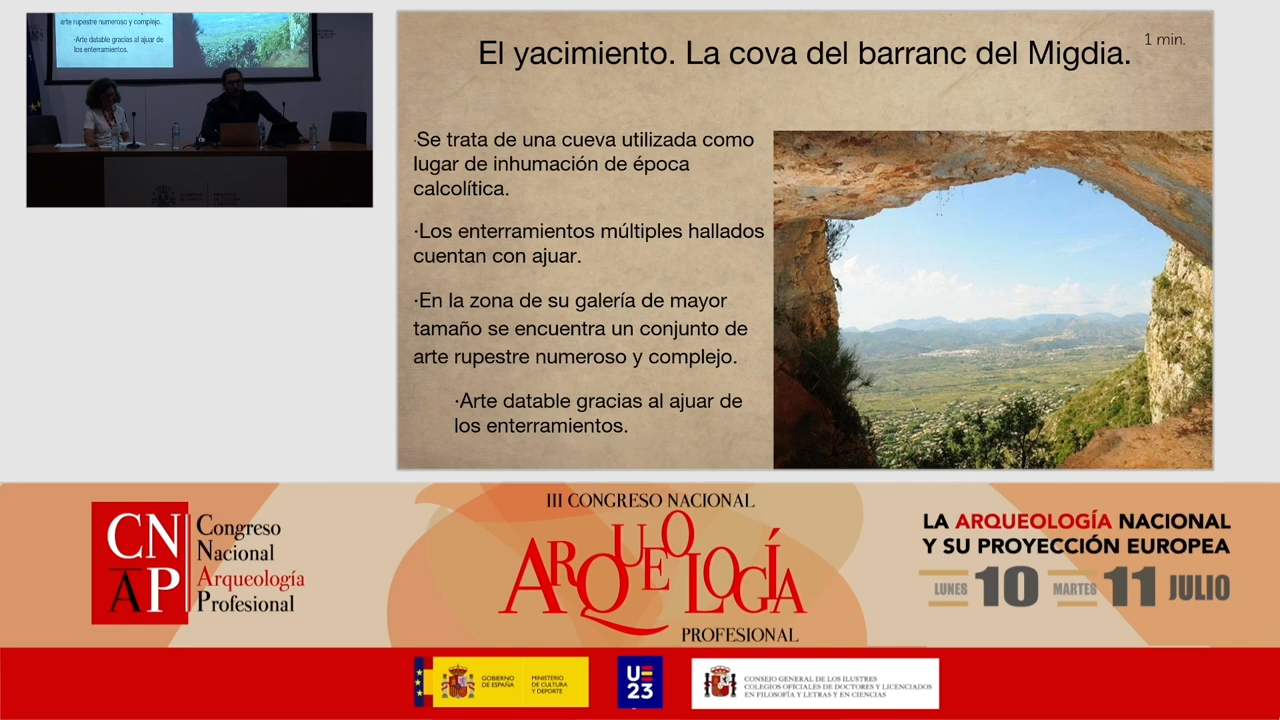 arte rupestre numeroso y complejo.
·Arte datable gracias al ajuar de
los enterramientos.
El yacimiento. La cova del barranc del Migdia.
1 min.
·Se trata de una cueva utilizada como
lugar de inhumación de época
calcolítica.
·Los enterramientos múltiples hallados
cuentan con ajuar.
·En la zona de su galería de mayor
tamaño se encuentra un conjunto de
arte rupestre numeroso y complejo.
·Arte datable gracias al ajuar de
los enterramientos.
CN
AP
Congreso
Nacional
Arqueología
Profesional
III CONGRESO NACIONAL
ARQUEOLOGÍA
PROFESIONAL
LA ARQUEOLOGÍA NACIONAL
Y SU PROYECCIÓN EUROPEA
LUNES 10 MARTES 11 JULIO
GOBIERNO
DE ESPAÑA
MINISTERIO
DE CULTURA
Y DEPORTE
UE
23
CONSEJO GENERAL DE LOS ILUSTRES
COLEGIOS OFICIALES DE DOCTORES Y LICENCIADOS
EN FILOSOFÍA Y LETRAS Y EN CIENCIAS